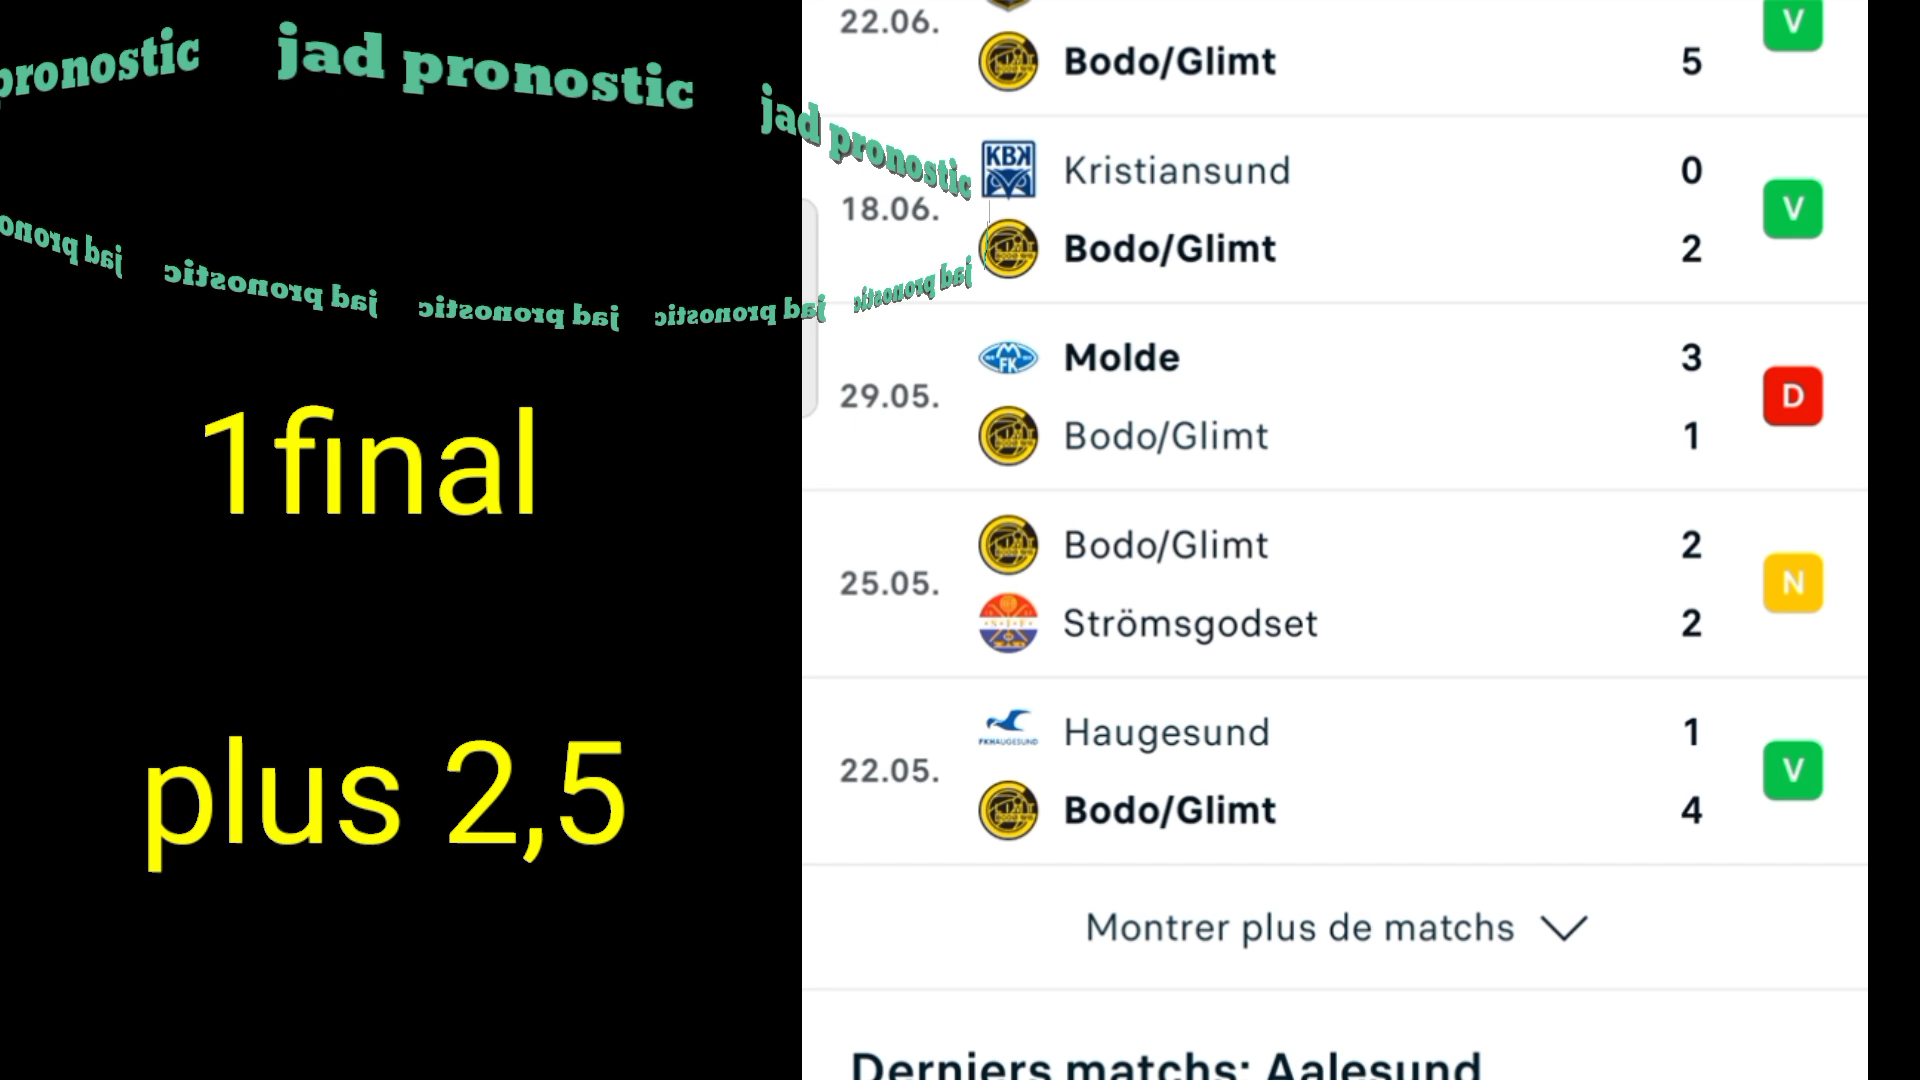 pronostic
jad pronostic
jad pronostic
jad pronostic
jad pronostic
jad pronostic
jad pronostic
jad pronostic
1final
plus 2,5
22.06.
Bodo/Glimt 5
V
18.06.
KBK
Kristiansund 0
Bodo/Glimt 2
V
29.05.
M
FK
Molde 3
Bodo/Glimt 1
D
25.05.
Bodo/Glimt 2
Strömsgodset 2
N
22.05.
FKHAUGESUND
Haugesund 1
Bodo/Glimt 4
V
Montrer plus de matchs
Derniers matchs: Aalesund